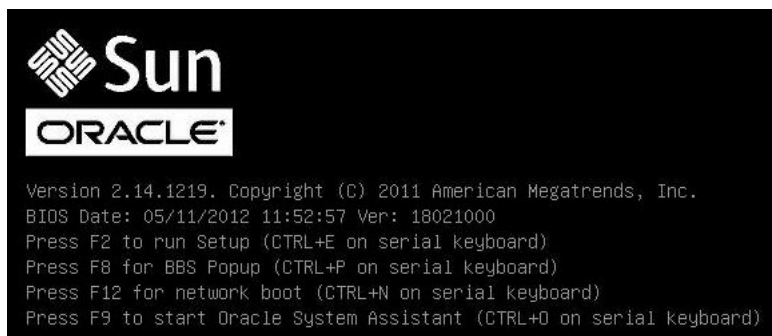 Sun
ORACLE
Version 2.14.1219. Copyright (C) 2011 American Megatrends, Inc.
BIOS Date: 05/11/2012 11:52:57 Ver: 18021000
Press F2 to run Setup (CTRL+E on serial keyboard)
Press F8 for BBS Popup (CTRL+P on serial keyboard)
Press F12 for network boot (CTRL+N on serial keyboard)
Press F9 to start Oracle System Assistant (CTRL+O on serial keyboard)